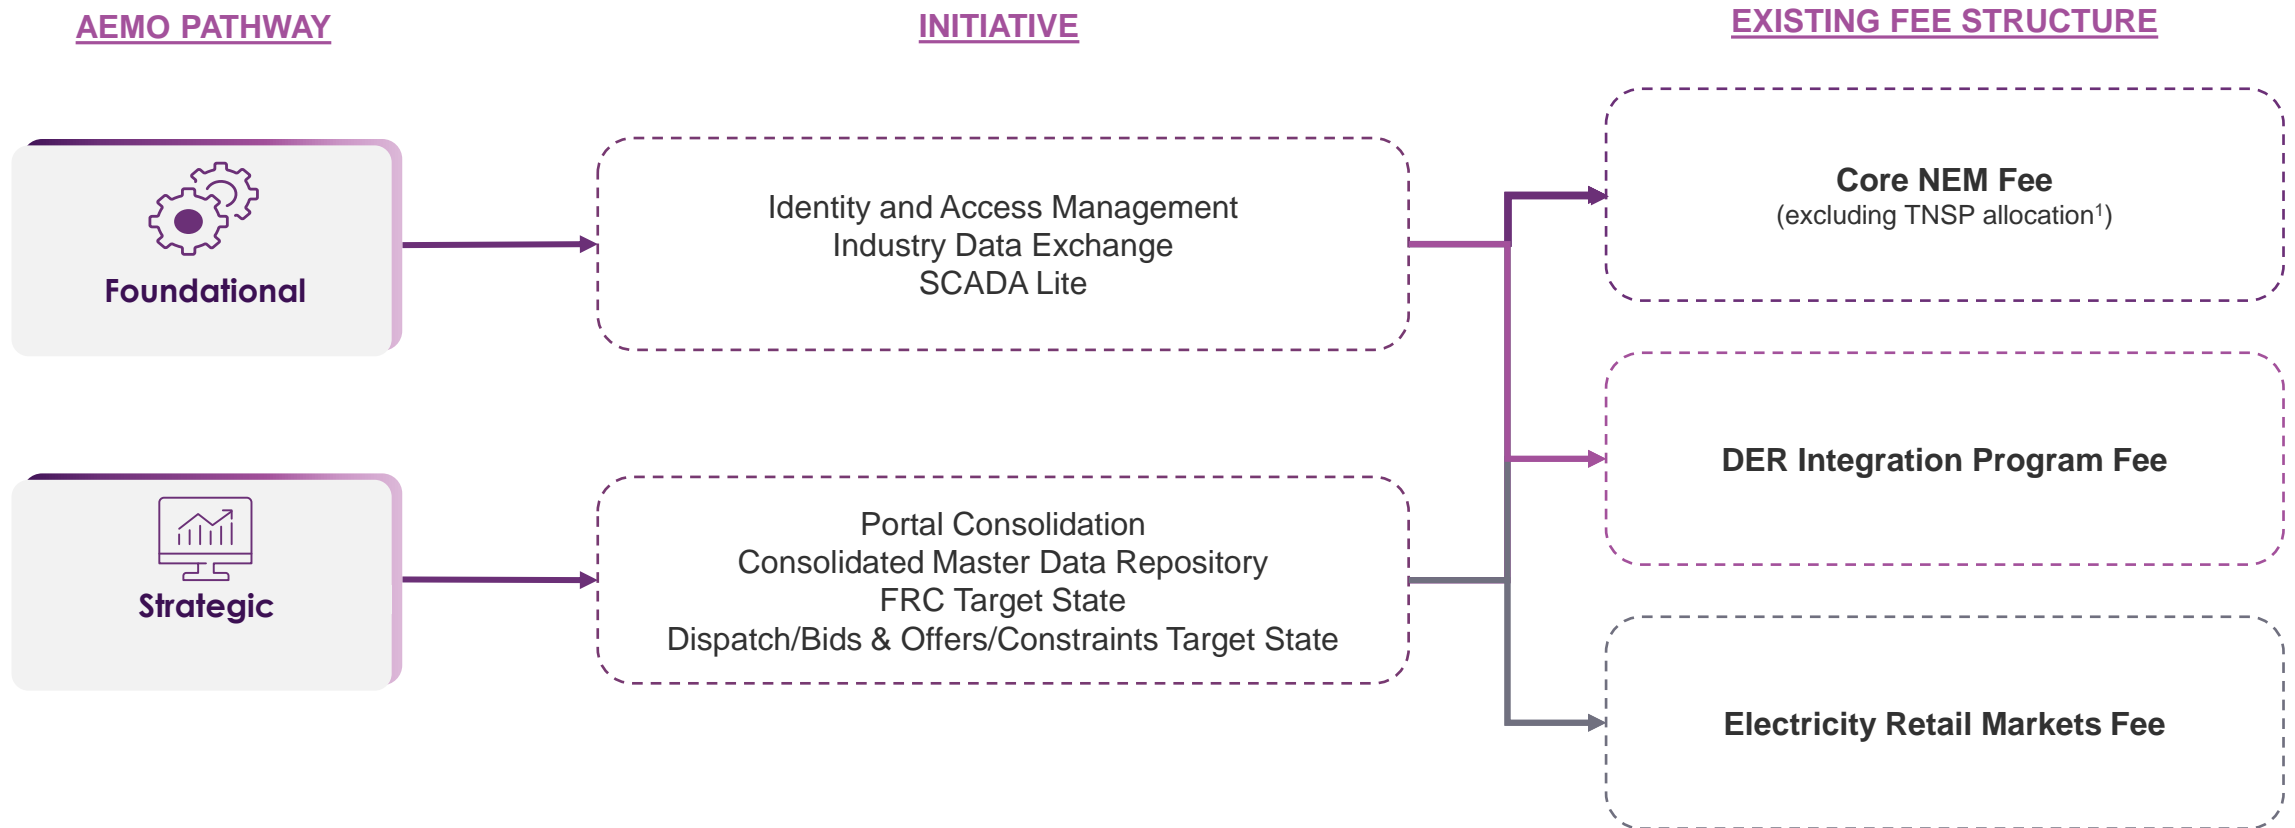 AEMO PATHWAY
INITIATIVE
EXISTING FEE STRUCTURE
Foundational
Identity and Access Management
Industry Data Exchange
SCADA Lite
Core NEM Fee
(excluding TNSP allocation¹)
DER Integration Program Fee
Strategic
Portal Consolidation
Consolidated Master Data Repository
FRC Target State
Dispatch/Bids & Offers/Constraints Target State
Electricity Retail Markets Fee